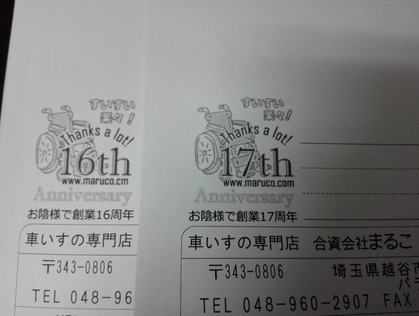 すいすい
楽々!
Thanks a lot!
16th
www.maruco.cm
Anniversary
お陰様で創業16周年
車いすの専門店
〒343-0806
TEL 048-96
すいすい
楽々!
Thanks a lot!
17th
www.maruco.com
Anniversary
お陰様で創業17周年
車いすの専門店 合資会社まるこ
〒343-0806 埼玉県越谷市
TEL 048-960-2907 FAX